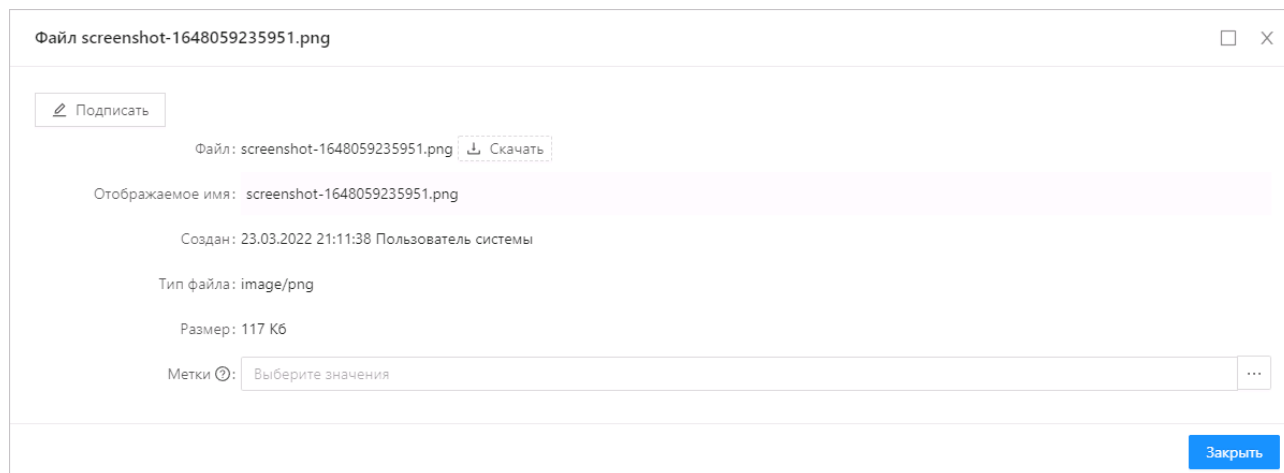 Файл screenshot-1648059235951.png
Подписать
Файл: screenshot-1648059235951.png Скачать
Отображаемое имя: screenshot-1648059235951.png
Создан: 23.03.2022 21:11:38 Пользователь системы
Тип файла: image/png
Размер: 117 Кб
Метки ?: Выберите значения ...
Закрыть